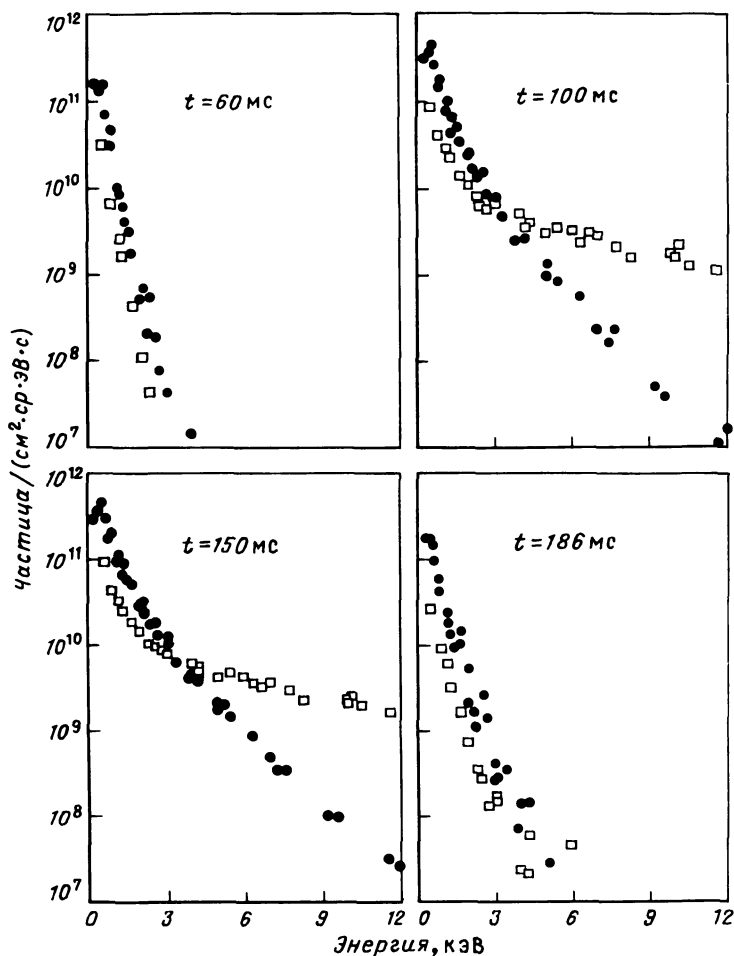 10¹²
10¹¹
10¹⁰
10⁹
10⁸
10⁷
t = 60 мс
t = 100 мс
Частица/(см²·ср·эВ·с)
10¹²
10¹¹
10¹⁰
10⁹
10⁸
10⁷
t = 150 мс
t = 186 мс
0 3 6 9 12 0 3 6 9 12
Энергия, кэВ